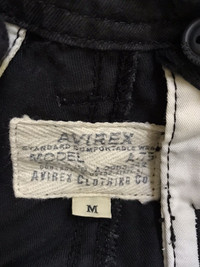 AVIREX
STANDARD COMFORTABLE WEAR
MODEL
AVIREX CLOTHING CO
M